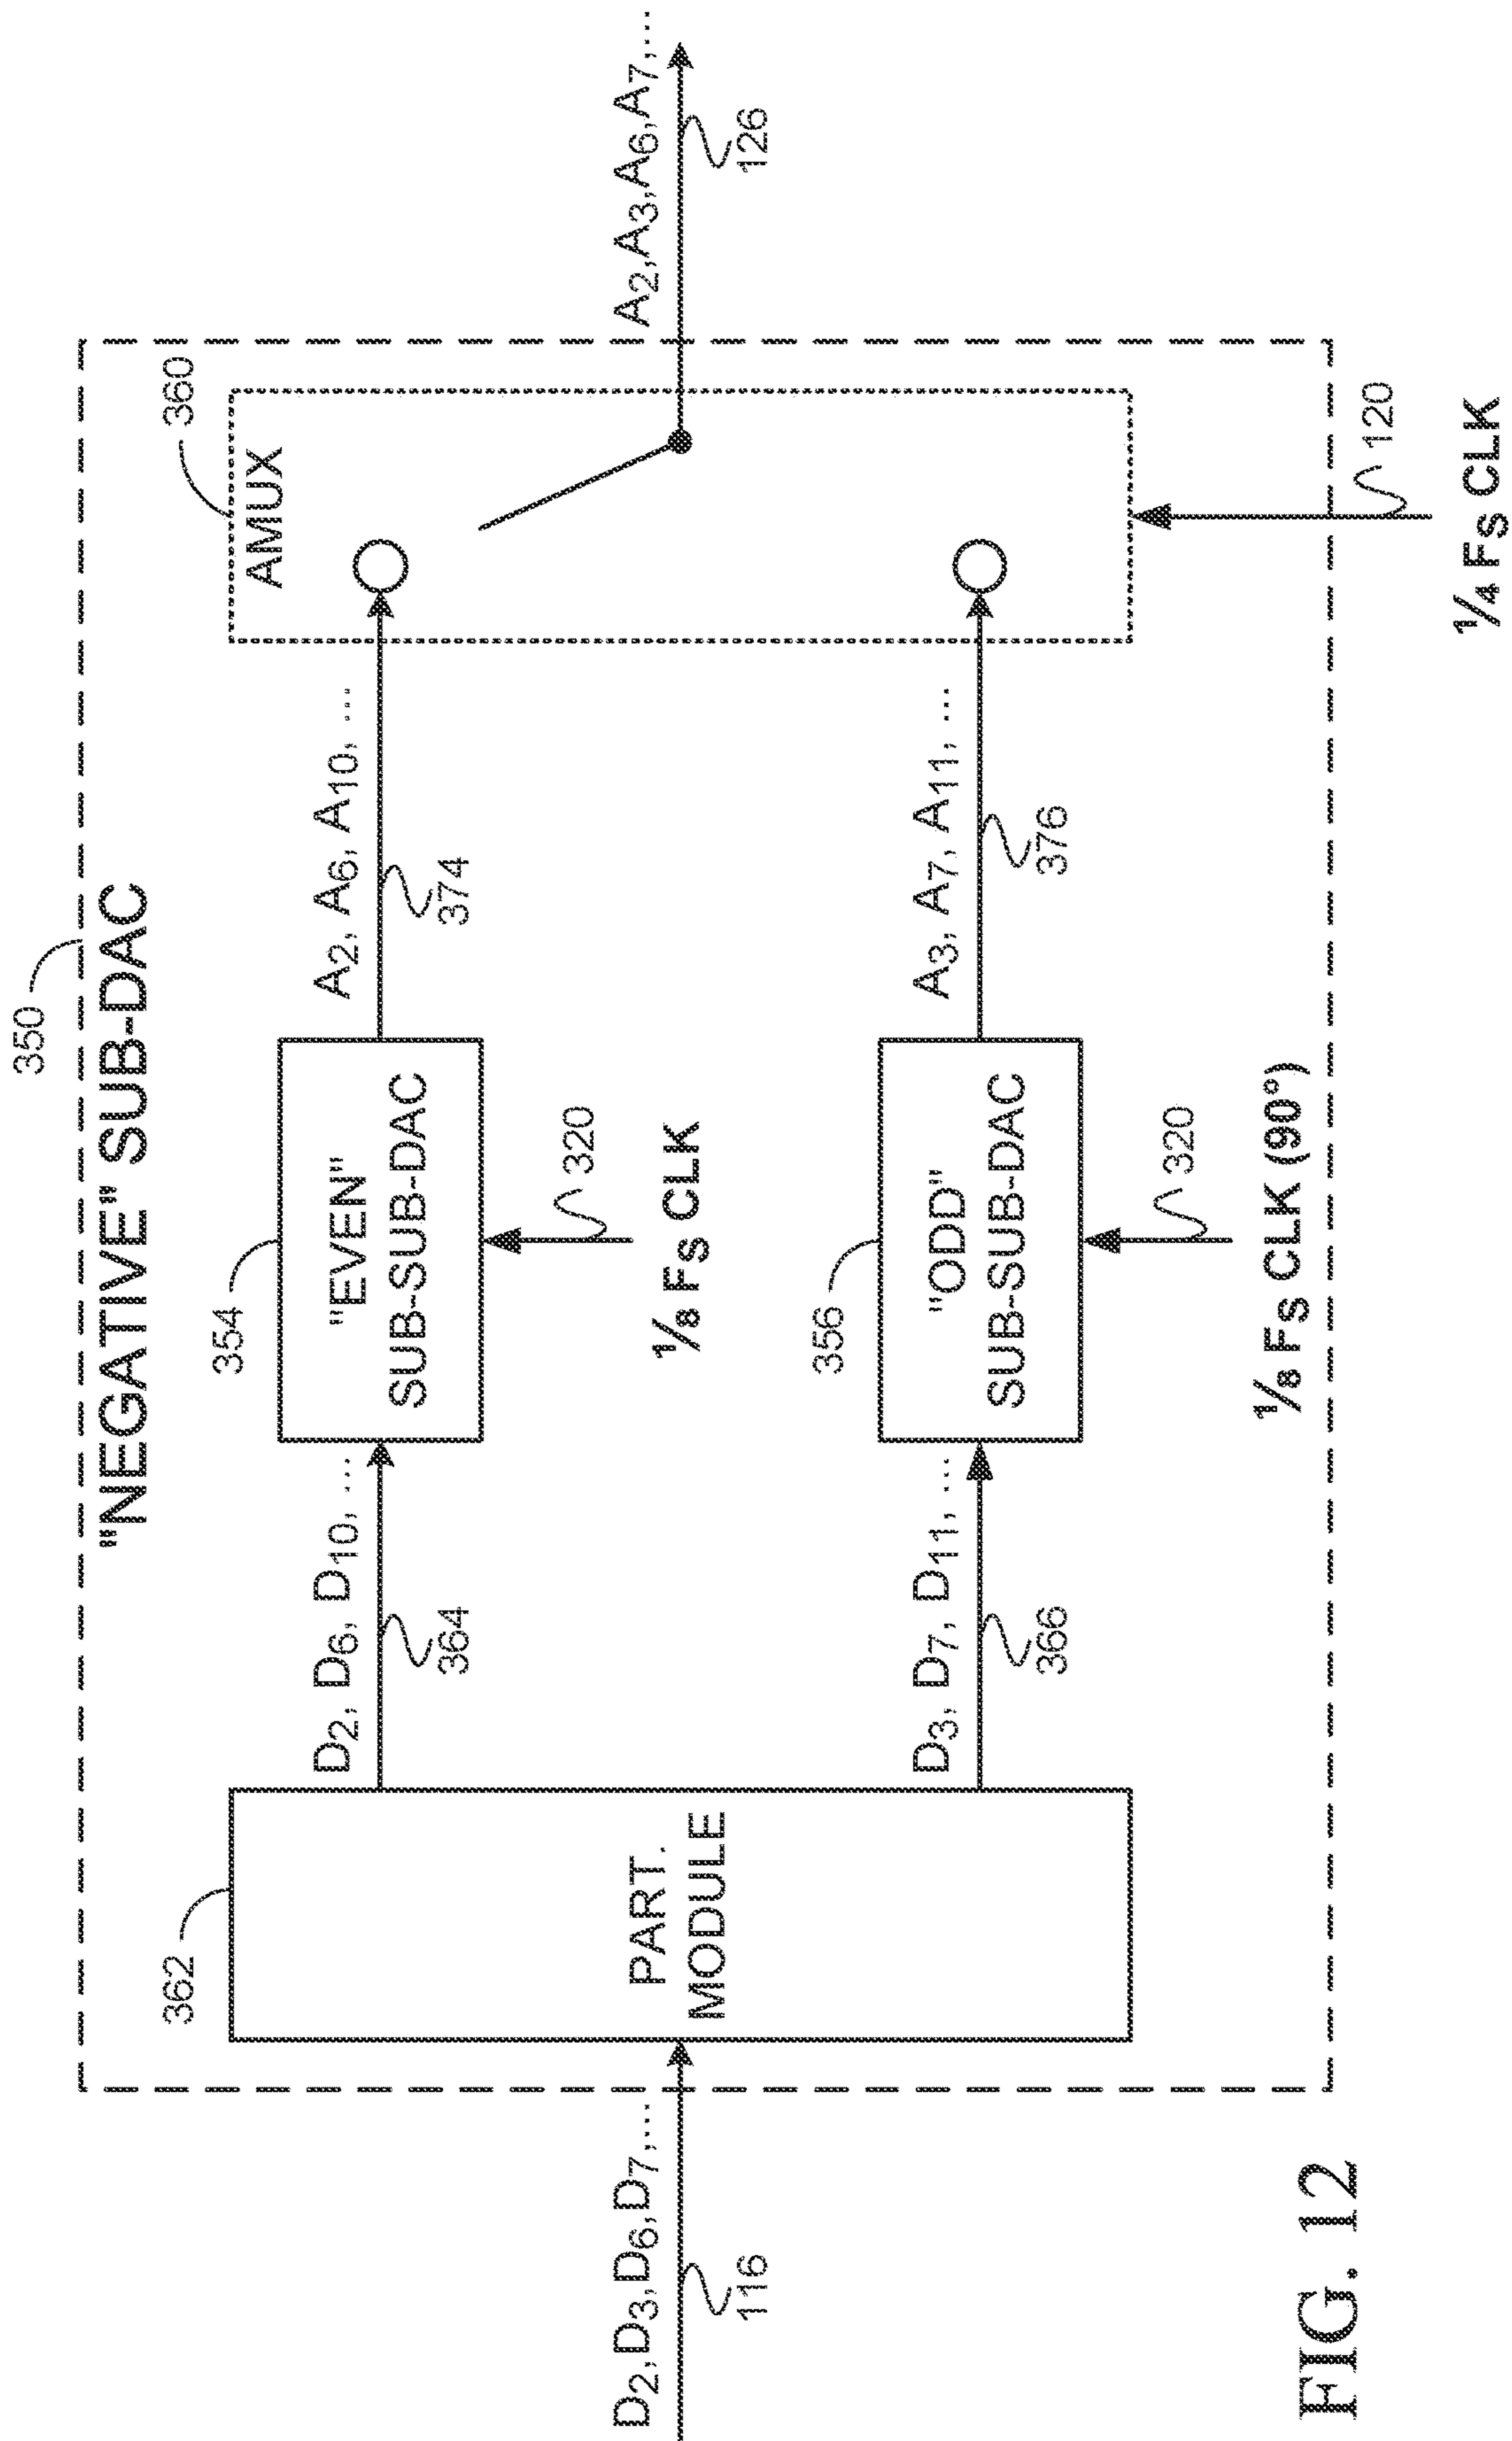 350
"NEGATIVE" SUB-DAC
362
PART.
MODULE
D2,D3,D6,D7,...
116
D2, D6, D10, ...
364
354
"EVEN"
SUB-SUB-DAC
320
⅛ FS CLK
A2, A6, A10, ...
374
D3, D7, D11, ...
366
356
"ODD"
SUB-SUB-DAC
320
⅛ FS CLK (90°)
A3, A7, A11, ...
376
360
AMUX
A2,A3,A6,A7,...
126
120
¼ FS CLK
FIG. 12